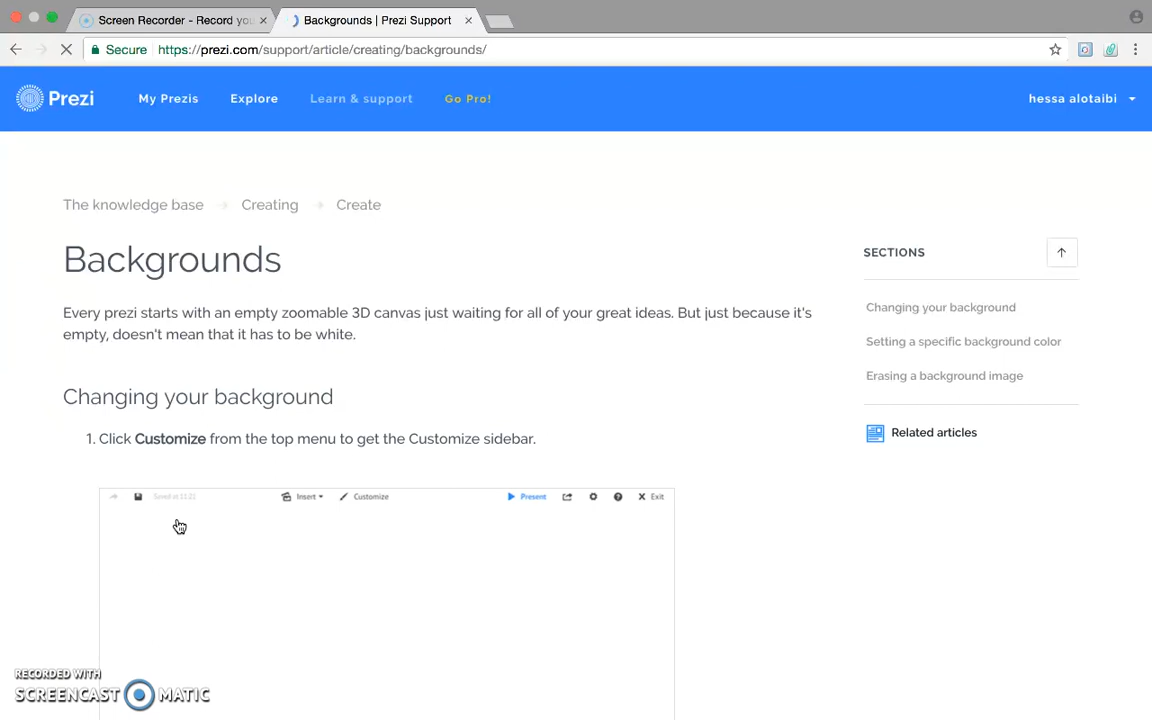 Screen Recorder - Record you
Backgrounds | Prezi Support
Secure https://prezi.com/support/article/creating/backgrounds/
Prezi My Prezis Explore Learn & support Go Pro! hessa alotaibi
The knowledge base Creating Create
Backgrounds
Every prezi starts with an empty zoomable 3D canvas just waiting for all of your great ideas. But just because it's
empty, doesn't mean that it has to be white.
Changing your background
1. Click Customize from the top menu to get the Customize sidebar.
Saved at 11:21 Insert Customize Present Exit
SECTIONS
Changing your background
Setting a specific background color
Erasing a background image
Related articles
RECORDED WITH
SCREENCAST MATIC